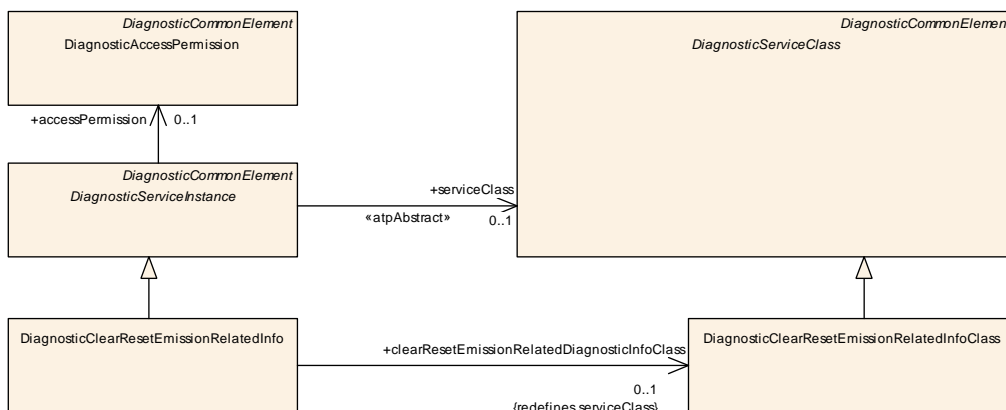 DiagnosticCommonElement
DiagnosticAccessPermission
DiagnosticCommonElement
DiagnosticServiceClass
+accessPermission
0..1
DiagnosticCommonElement
DiagnosticServiceInstance
+serviceClass
«atpAbstract»
0..1
DiagnosticClearResetEmissionRelatedInfo
+clearResetEmissionRelatedDiagnosticInfoClass
DiagnosticClearResetEmissionRelatedInfoClass
0..1
{redefines serviceClass}